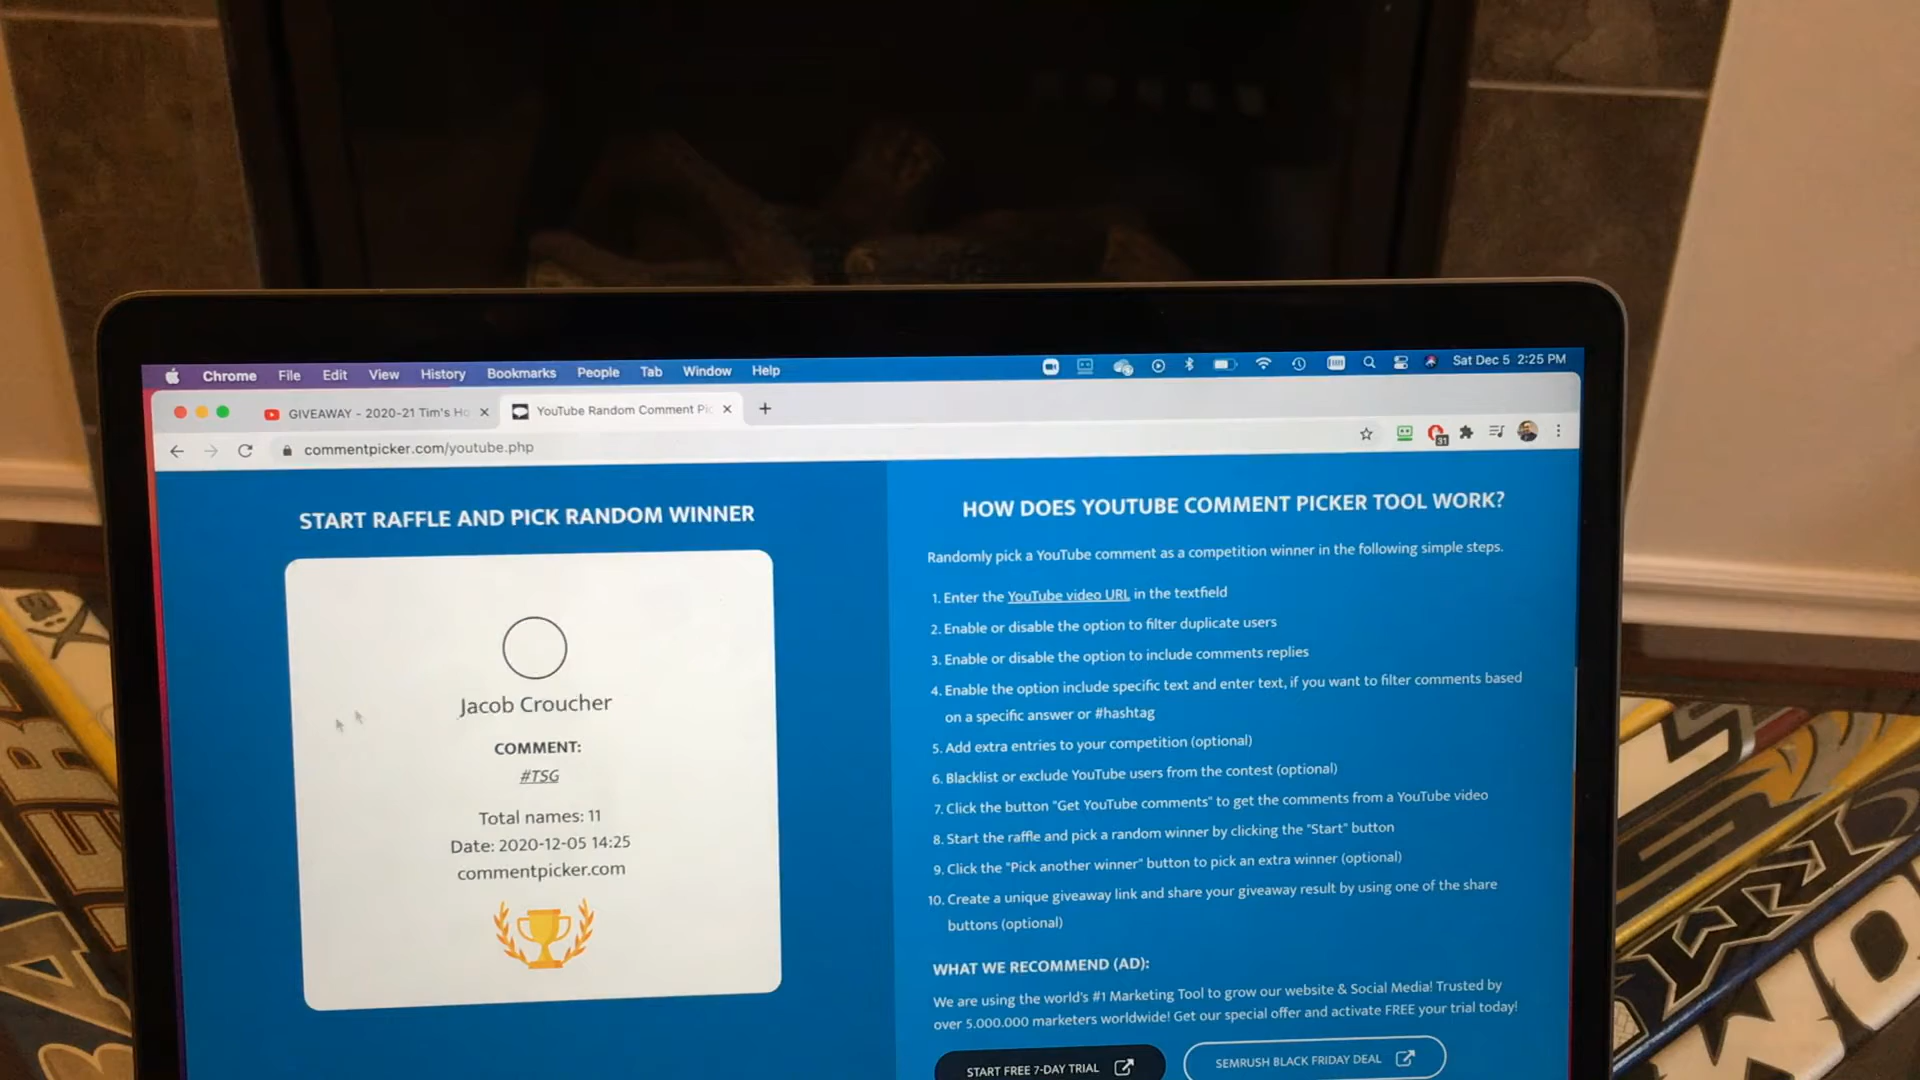 Chrome File Edit View History Bookmarks People Tab Window Help
Sat Dec 5 2:25 PM
GIVEAWAY - 2020-21 Tim's Ho
YouTube Random Comment Pic
commentpicker.com/youtube.php
31
START RAFFLE AND PICK RANDOM WINNER
Jacob Croucher
COMMENT:
#TSG
Total names: 11
Date: 2020-12-05 14:25
commentpicker.com
HOW DOES YOUTUBE COMMENT PICKER TOOL WORK?
Randomly pick a YouTube comment as a competition winner in the following simple steps.
1. Enter the YouTube video URL in the textfield
2. Enable or disable the option to filter duplicate users
3. Enable or disable the option to include comments replies
4. Enable the option include specific text and enter text, if you want to filter comments based
on a specific answer or #hashtag
5. Add extra entries to your competition (optional)
6. Blacklist or exclude YouTube users from the contest (optional)
7. Click the button "Get YouTube comments" to get the comments from a YouTube video
8. Start the raffle and pick a random winner by clicking the "Start" button
9. Click the "Pick another winner" button to pick an extra winner (optional)
10. Create a unique giveaway link and share your giveaway result by using one of the share
buttons (optional)
WHAT WE RECOMMEND (AD):
We are using the world's #1 Marketing Tool to grow our website & Social Media! Trusted by
over 5.000.000 marketers worldwide! Get our special offer and activate FREE your trial today!
START FREE 7-DAY TRIAL
SEMRUSH BLACK FRIDAY DEAL